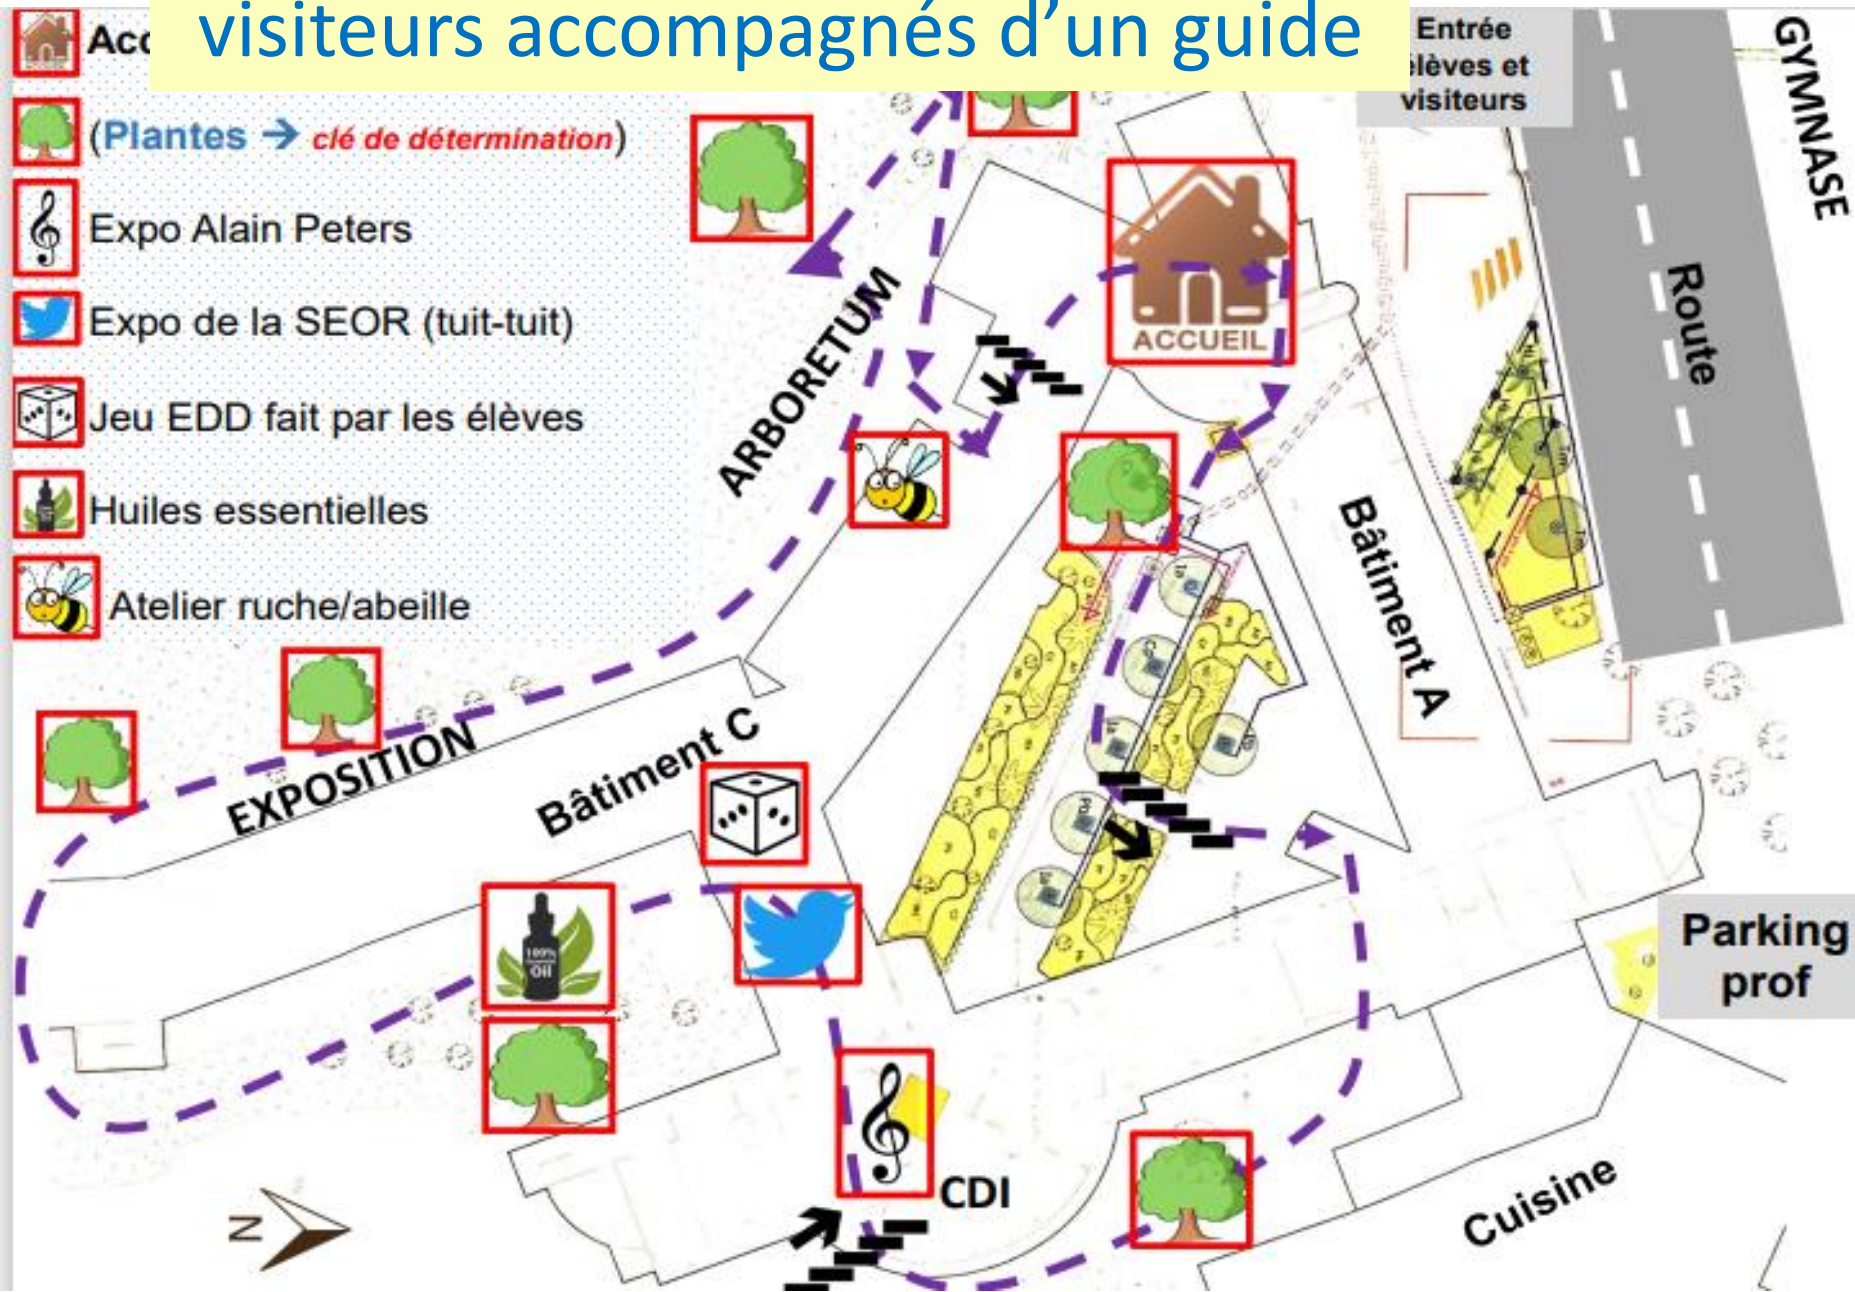 visiteurs accompagnés d’un guide
Acc
(Plantes → clé de détermination)
Expo Alain Peters
Expo de la SEOR (tuit-tuit)
Jeu EDD fait par les élèves
Huiles essentielles
Atelier ruche/abeille
Entrée
élèves et
visiteurs
GYMNASE
Route
ACCUEIL
ARBORETUM
Bâtiment A
EXPOSITION
Bâtiment C
100%
Oil
Parking
prof
CDI
Cuisine
N